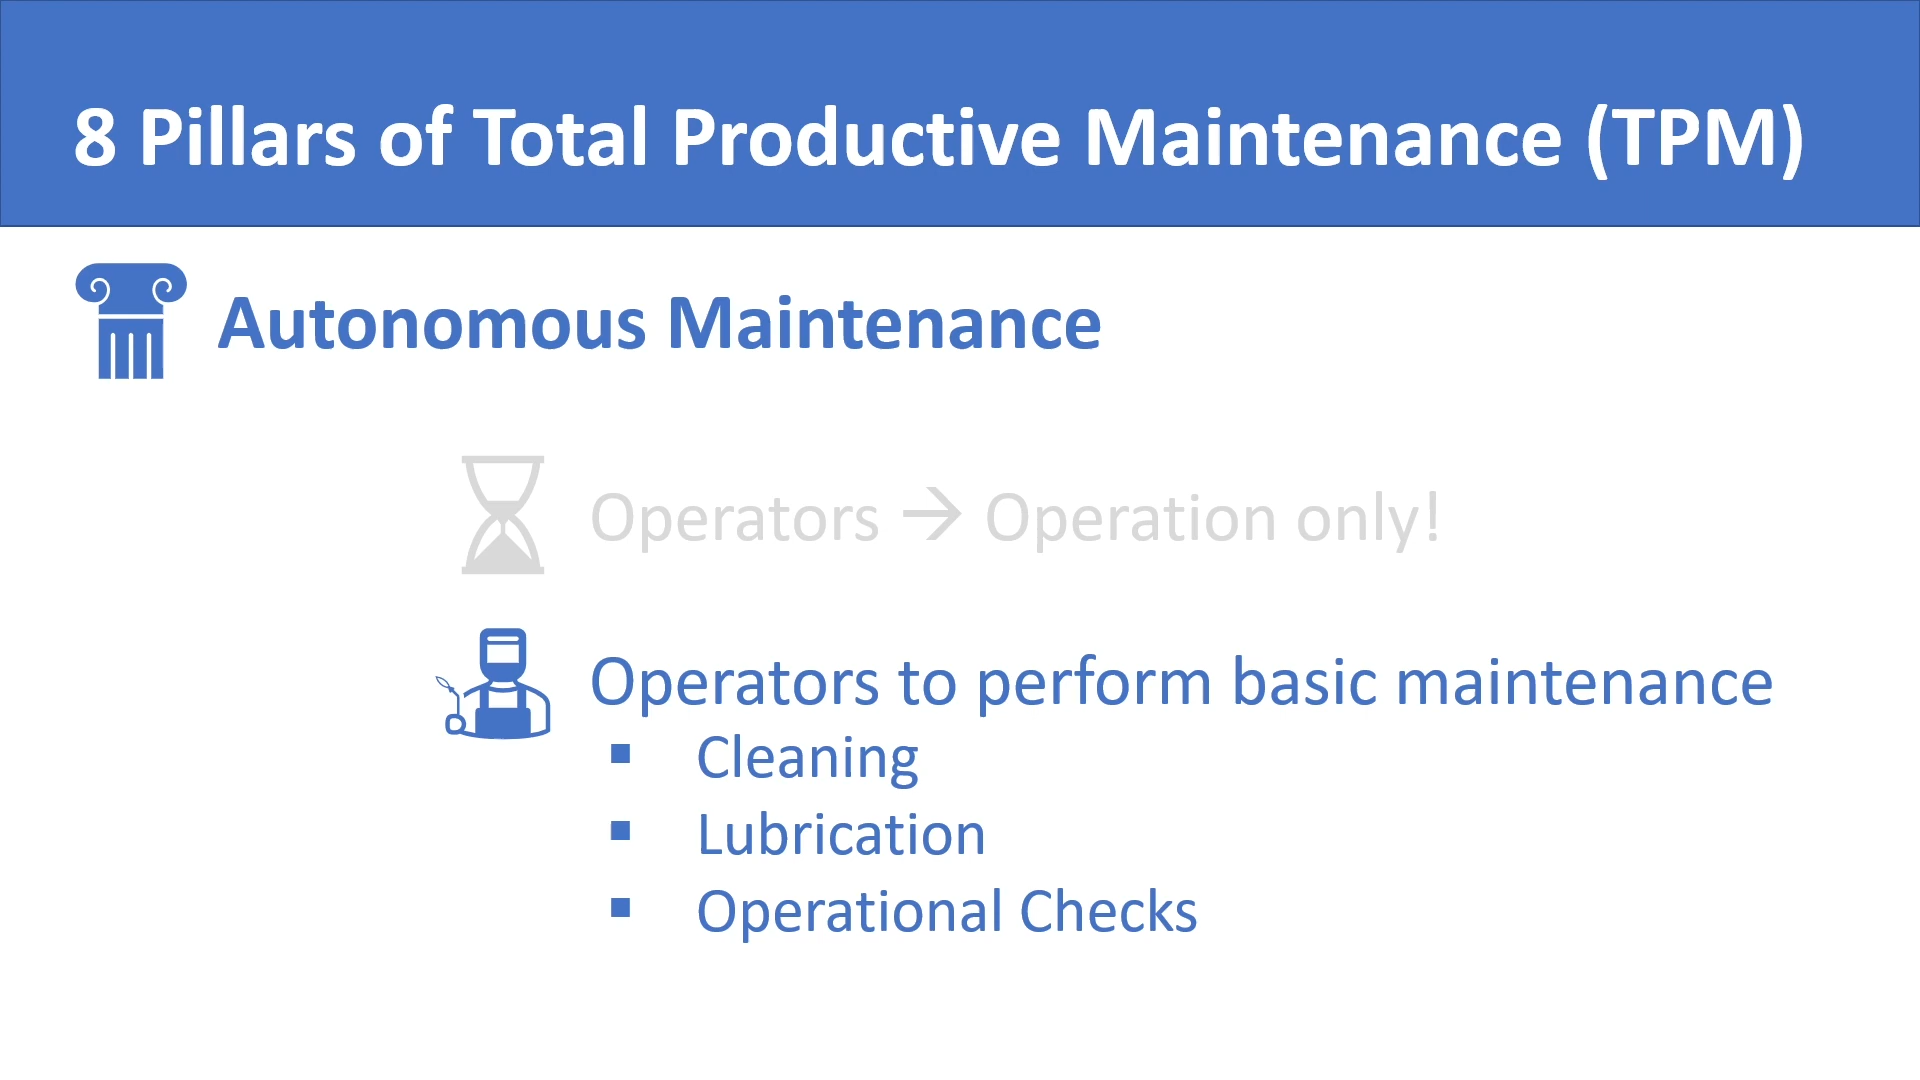 8 Pillars of Total Productive Maintenance (TPM)
Autonomous Maintenance
Operators → Operation only!
Operators to perform basic maintenance
▪ Cleaning
▪ Lubrication
▪ Operational Checks